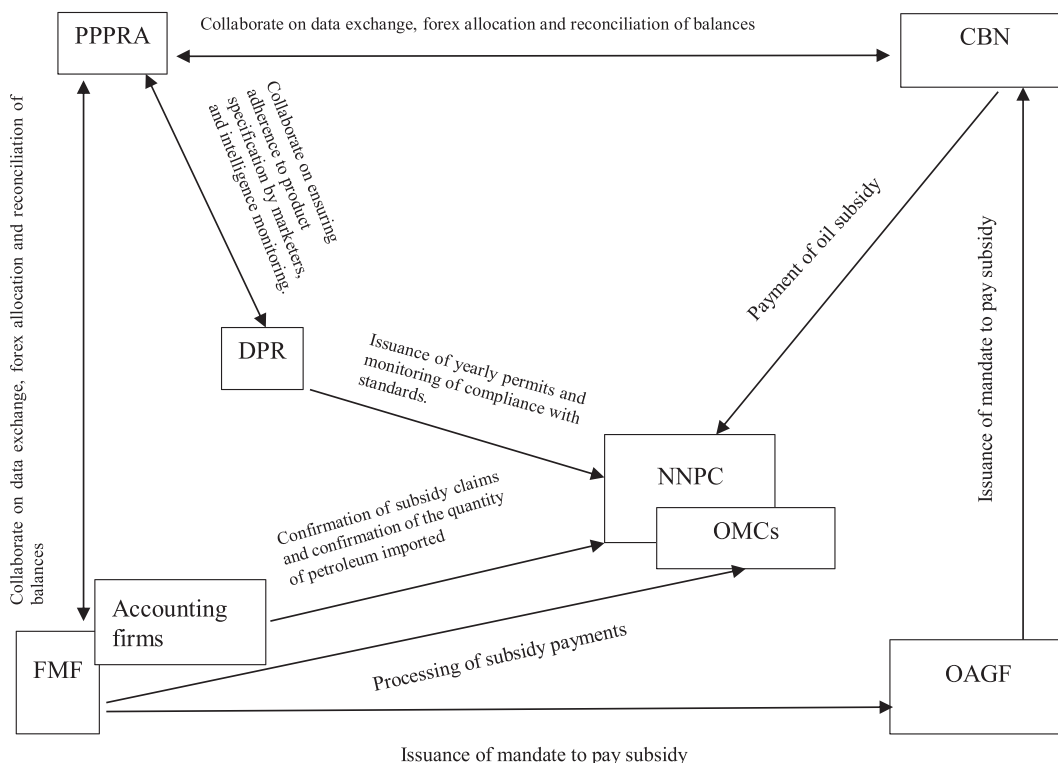 Collaborate on data exchange, forex allocation and reconciliation of balances
PPPRA
CBN
Collaborate on ensuring
adherence to product
specification by marketers,
and intelligence monitoring.
Collaborate on data exchange, forex allocation and reconciliation of
balances
Payment of oil subsidy
Issuance of mandate to pay subsidy
DPR
Issuance of yearly permits and
monitoring of compliance with
standards.
NNPC
OMCs
Confirmation of subsidy claims
and confirmation of the quantity
of petroleum imported
Accounting
firms
FMF
Processing of subsidy payments
OAGF
Issuance of mandate to pay subsidy